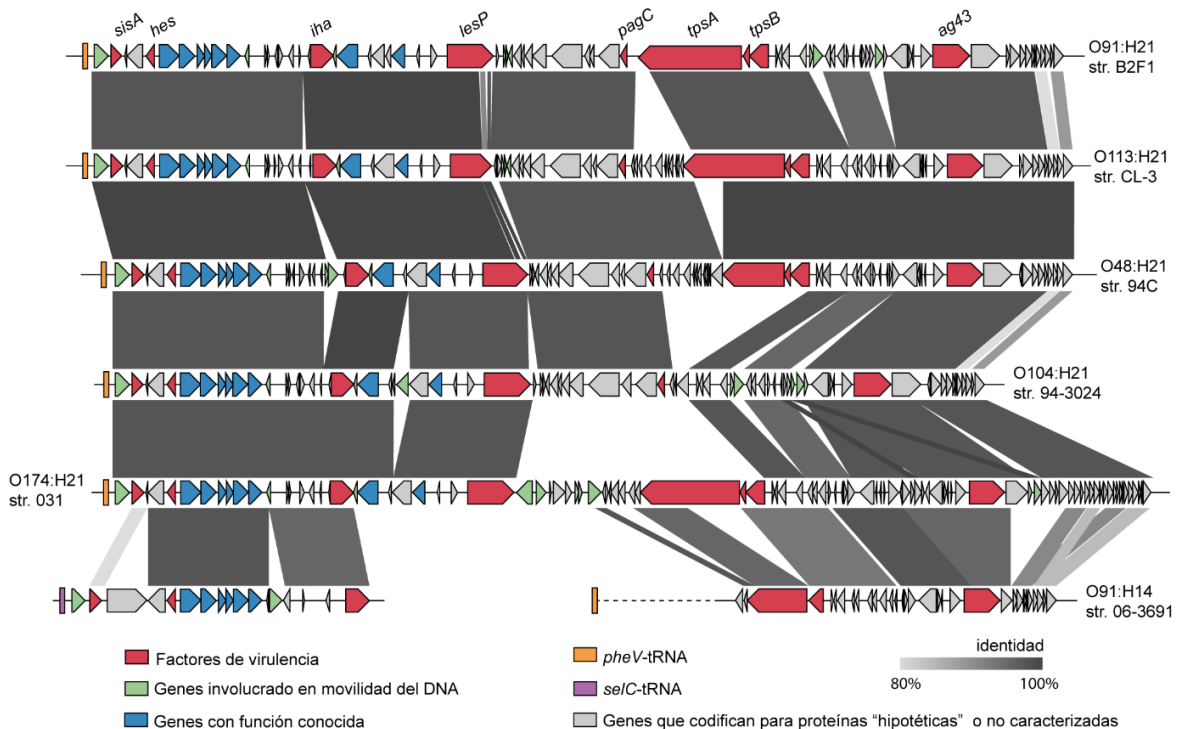 sisA hes iha lesP pagC tpsA tpsB ag43
O91:H21
str. B2F1
O113:H21
str. CL-3
O48:H21
str. 94C
O104:H21
str. 94-3024
O174:H21
str. 031
O91:H14
str. 06-3691
Factores de virulencia
Genes involucrado en movilidad del DNA
Genes con función conocida
pheV-tRNA
selC-tRNA
Genes que codifican para proteínas “hipotéticas” o no caracterizadas
identidad
80% 100%